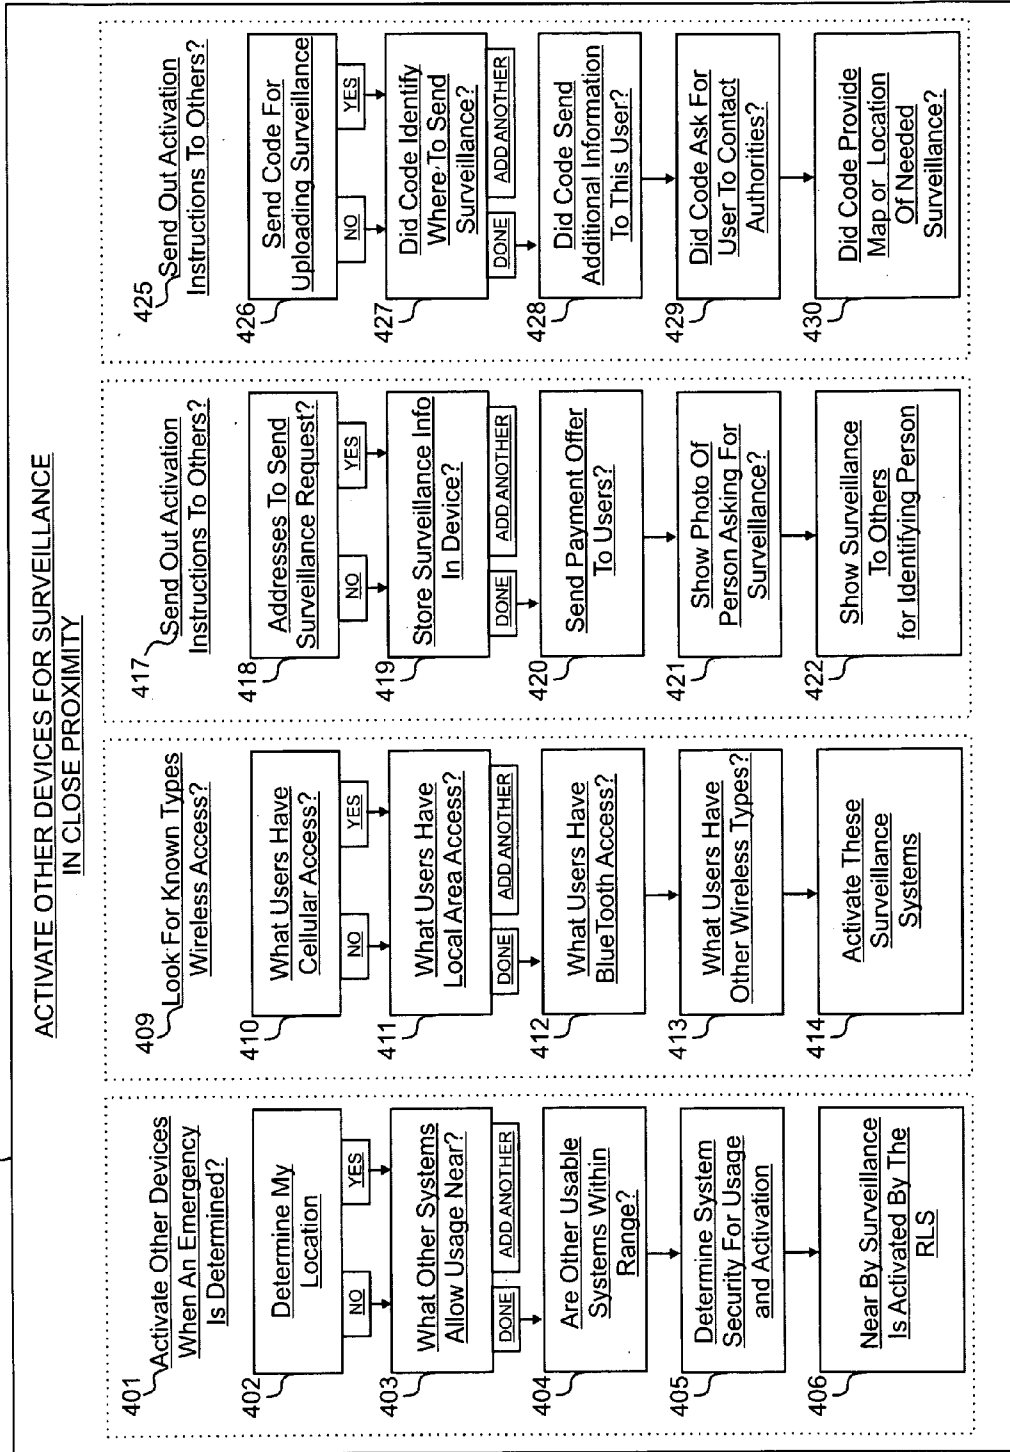 ACTIVATE OTHER DEVICES FOR SURVEILLANCE
IN CLOSE PROXIMITY
401
Activate Other Devices
When An Emergency
Is Determined?
402
Determine My
Location
NO
YES
403
What Other Systems
Allow Usage Near?
DONE
ADD ANOTHER
404
Are Other Usable
Systems Within
Range?
405
Determine System
Security For Usage
and Activation
406
Near By Surveillance
Is Activated By The
RLS
409
Look For Known Types
Wireless Access?
410
What Users Have
Cellular Access?
NO
YES
411
What Users Have
Local Area Access?
DONE
ADD ANOTHER
412
What Users Have
BlueTooth Access?
413
What Users Have
Other Wireless Types?
414
Activate These
Surveillance
Systems
417
Send Out Activation
Instructions To Others?
418
Addresses To Send
Surveillance Request?
NO
YES
419
Store Surveillance Info
In Device?
DONE
ADD ANOTHER
420
Send Payment Offer
To Users?
421
Show Photo Of
Person Asking For
Surveillance?
422
Show Surveillance
To Others
for Identifying Person
425
Send Out Activation
Instructions To Others?
426
Send Code For
Uploading Surveillance
NO
YES
427
Did Code Identify
Where To Send
Surveillance?
DONE
ADD ANOTHER
428
Did Code Send
Additional Information
To This User?
429
Did Code Ask For
User To Contact
Authorities?
430
Did Code Provide
Map or Location
Of Needed
Surveillance?